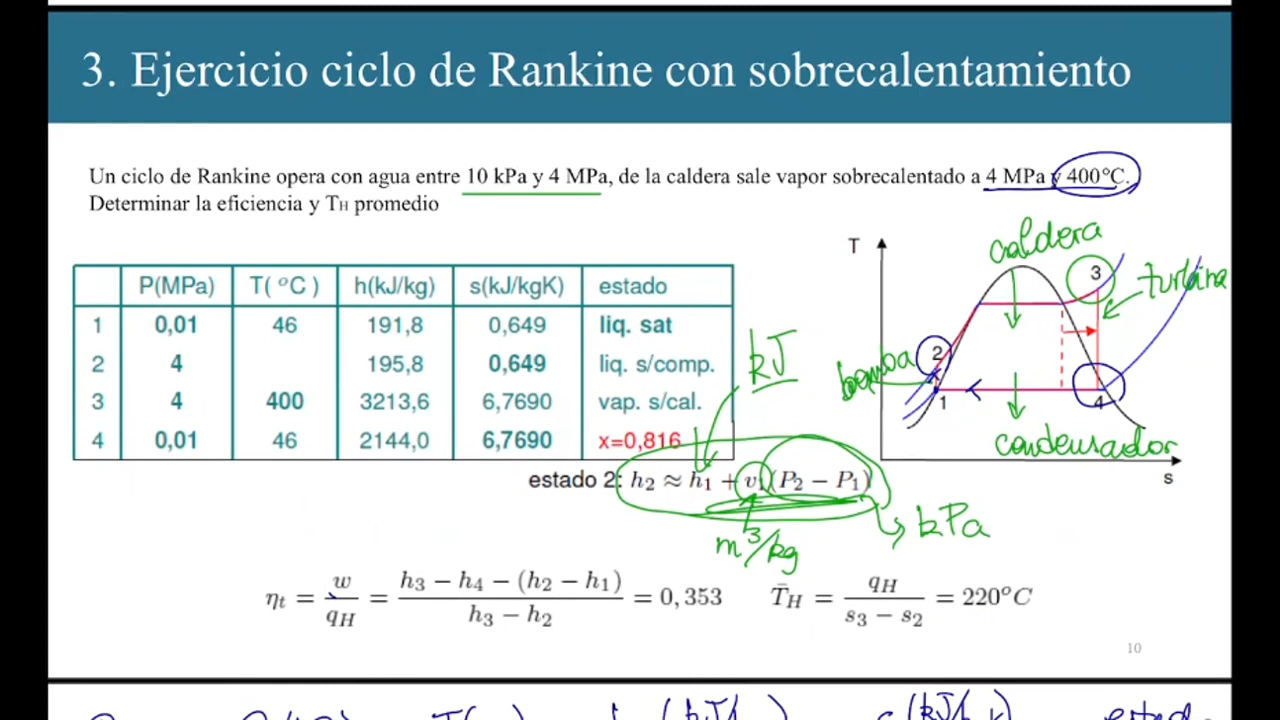 3. Ejercicio ciclo de Rankine con sobrecalentamiento
Un ciclo de Rankine opera con agua entre 10 kPa y 4 MPa, de la caldera sale vapor sobrecalentado a 4 MPa y 400°C.
Determinar la eficiencia y TH promedio
P(MPa) T( °C ) h(kJ/kg) s(kJ/kgK) estado
1 0,01 46 191,8 0,649 liq. sat
2 4 195,8 0,649 liq. s/comp.
3 4 400 3213,6 6,7690 vap. s/cal.
4 0,01 46 2144,0 6,7690 x=0,816
kJ
T
caldera
3
turbina
2
bomba
1
4
condensador
s
estado 2: h₂ ≈ h₁ + v₁(P₂ − P₁)
kPa
m³/kg
ηt = w/qH = (h₃ − h₄ − (h₂ − h₁))/(h₃ − h₂) = 0,353 T̄H = qH/(s₃ − s₂) = 220°C
10